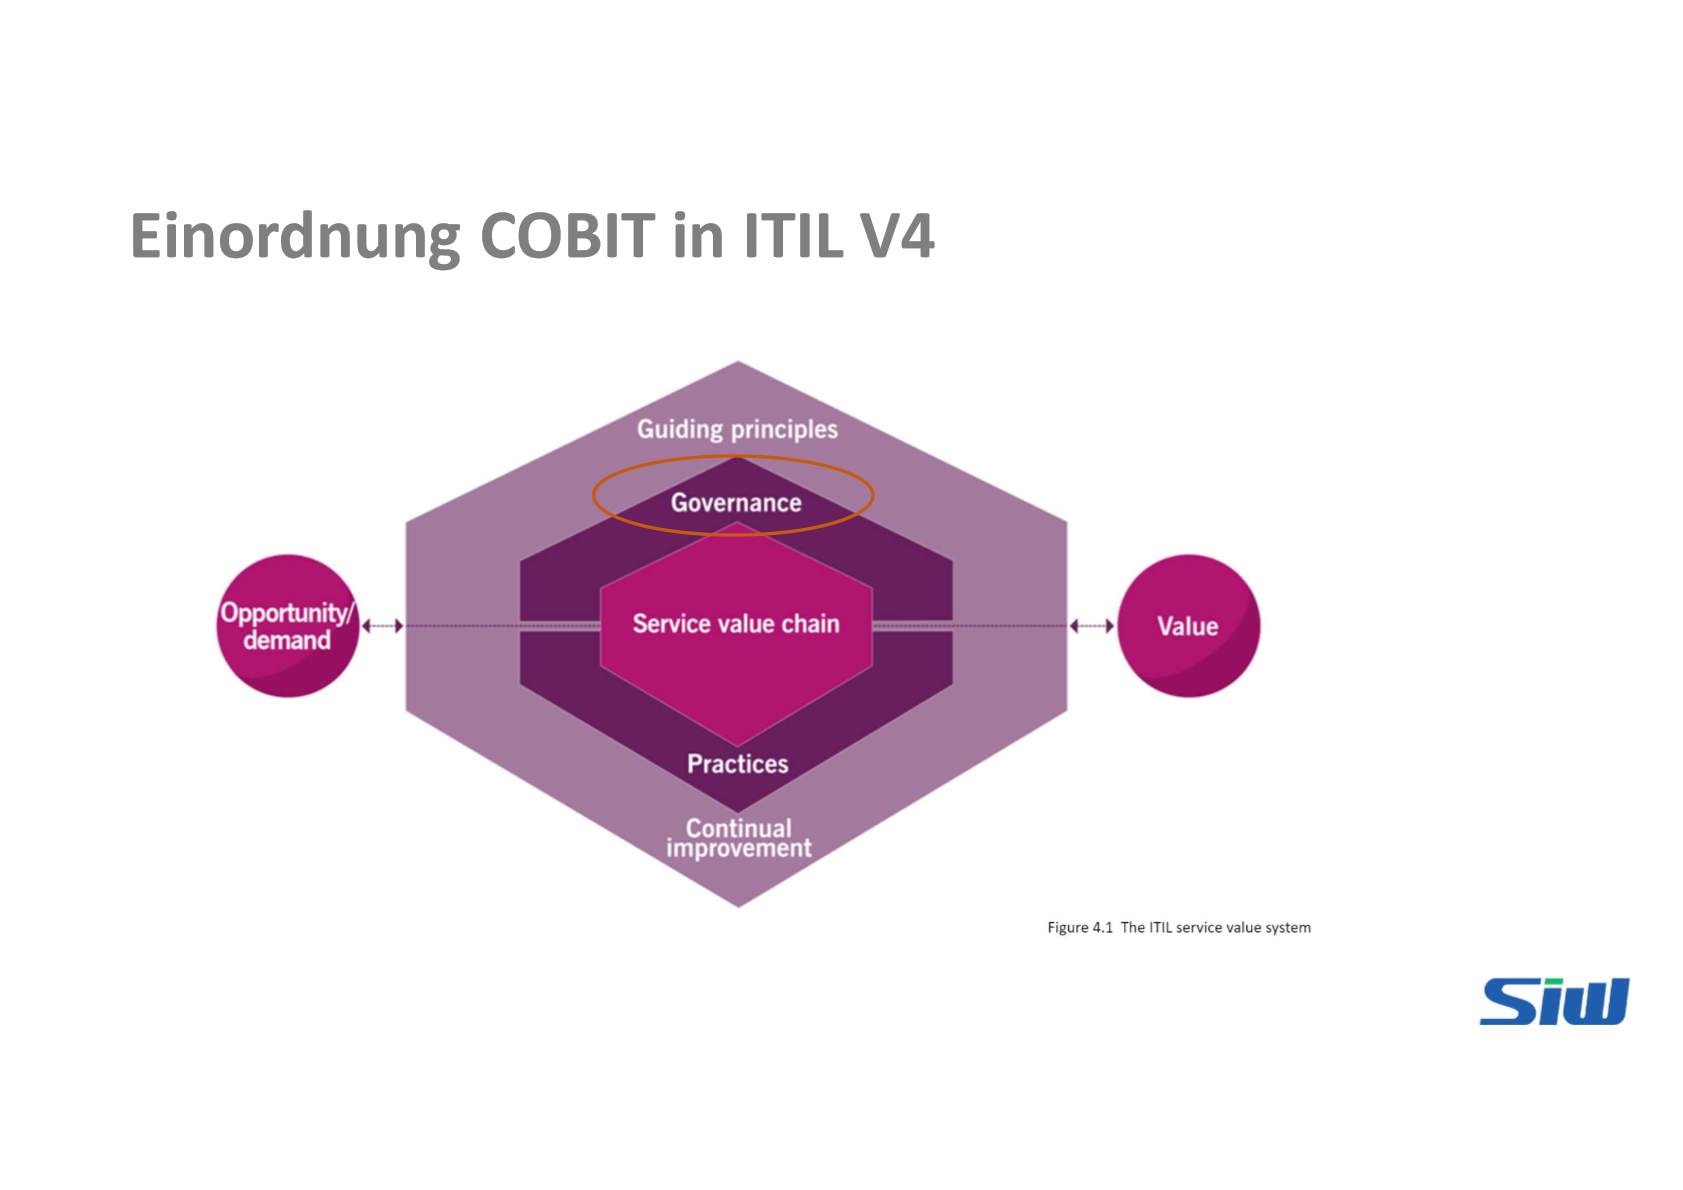 Einordnung COBIT in ITIL V4
Guiding principles
Governance
Opportunity/
demand
Service value chain
Value
Practices
Continual
improvement
Figure 4.1 The ITIL service value system
SiW